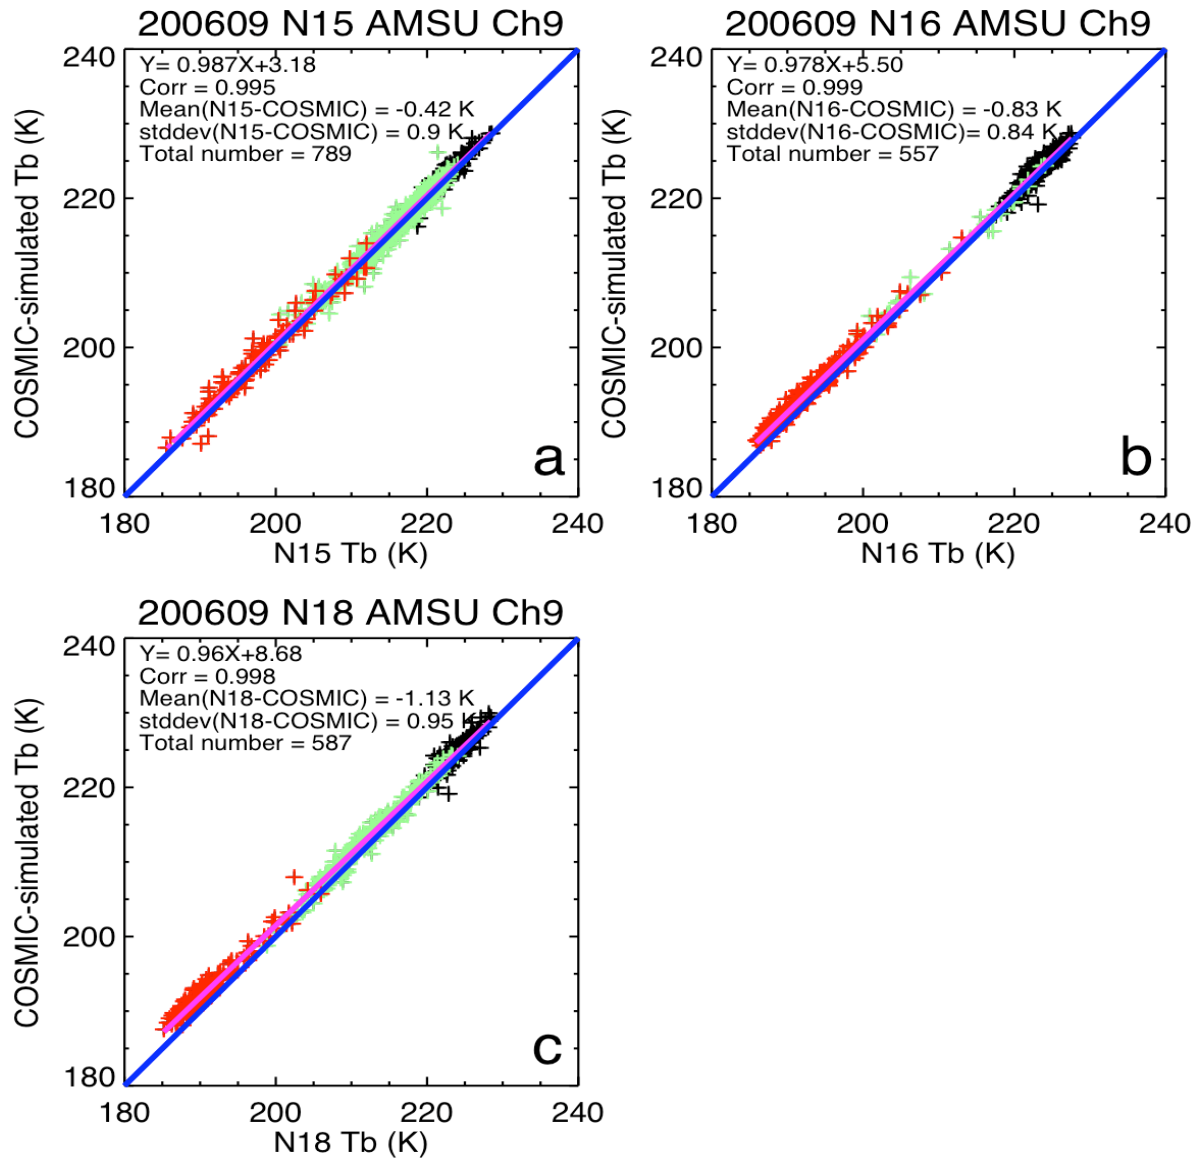 200609 N15 AMSU Ch9
Y= 0.987X+3.18
Corr = 0.995
Mean(N15-COSMIC) = -0.42 K
stddev(N15-COSMIC) = 0.9 K
Total number = 789
240
220
200
180
COSMIC-simulated Tb (K)
a
180 200 220 240
N15 Tb (K)
200609 N16 AMSU Ch9
Y= 0.978X+5.50
Corr = 0.999
Mean(N16-COSMIC) = -0.83 K
stddev(N16-COSMIC)= 0.84 K
Total number = 557
240
220
200
180
COSMIC-simulated Tb (K)
b
180 200 220 240
N16 Tb (K)
200609 N18 AMSU Ch9
Y= 0.96X+8.68
Corr = 0.998
Mean(N18-COSMIC) = -1.13 K
stddev(N18-COSMIC) = 0.95 K
Total number = 587
240
220
200
180
COSMIC-simulated Tb (K)
c
180 200 220 240
N18 Tb (K)